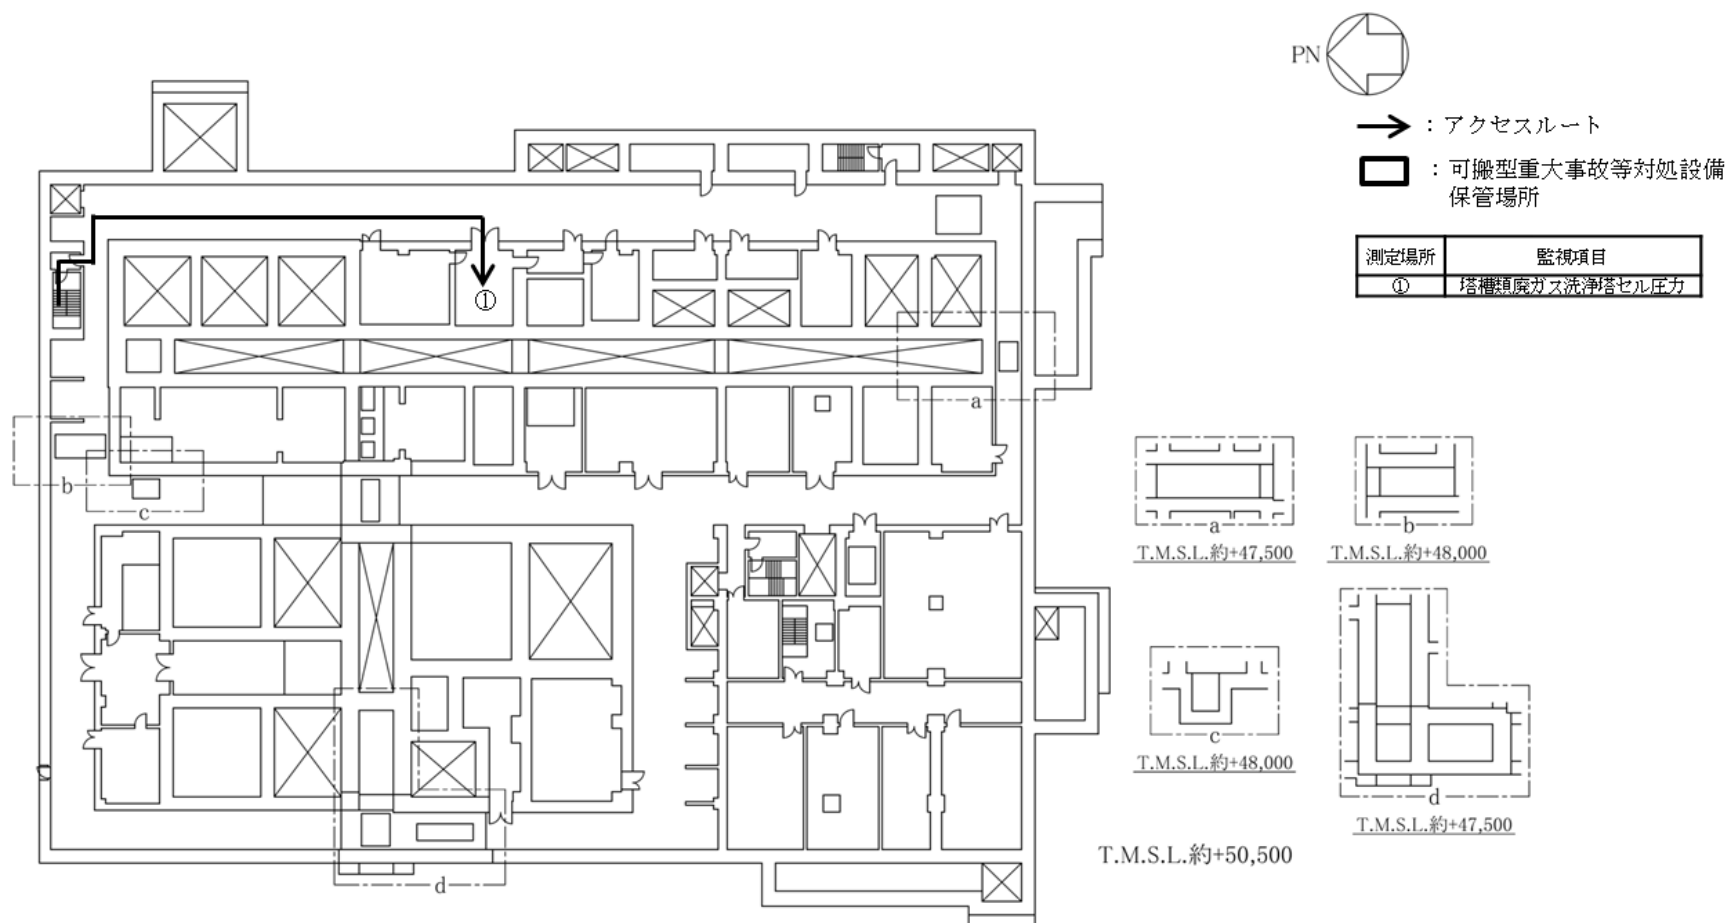 PN
：アクセスルート
：可搬型重大事故等対処設備
保管場所
測定場所 監視項目
① 塔槽類廃ガス洗浄塔セル圧力
①
a
b
c
d
a
T.M.S.L.約+47,500
b
T.M.S.L.約+48,000
c
T.M.S.L.約+48,000
d
T.M.S.L.約+47,500
T.M.S.L.約+50,500